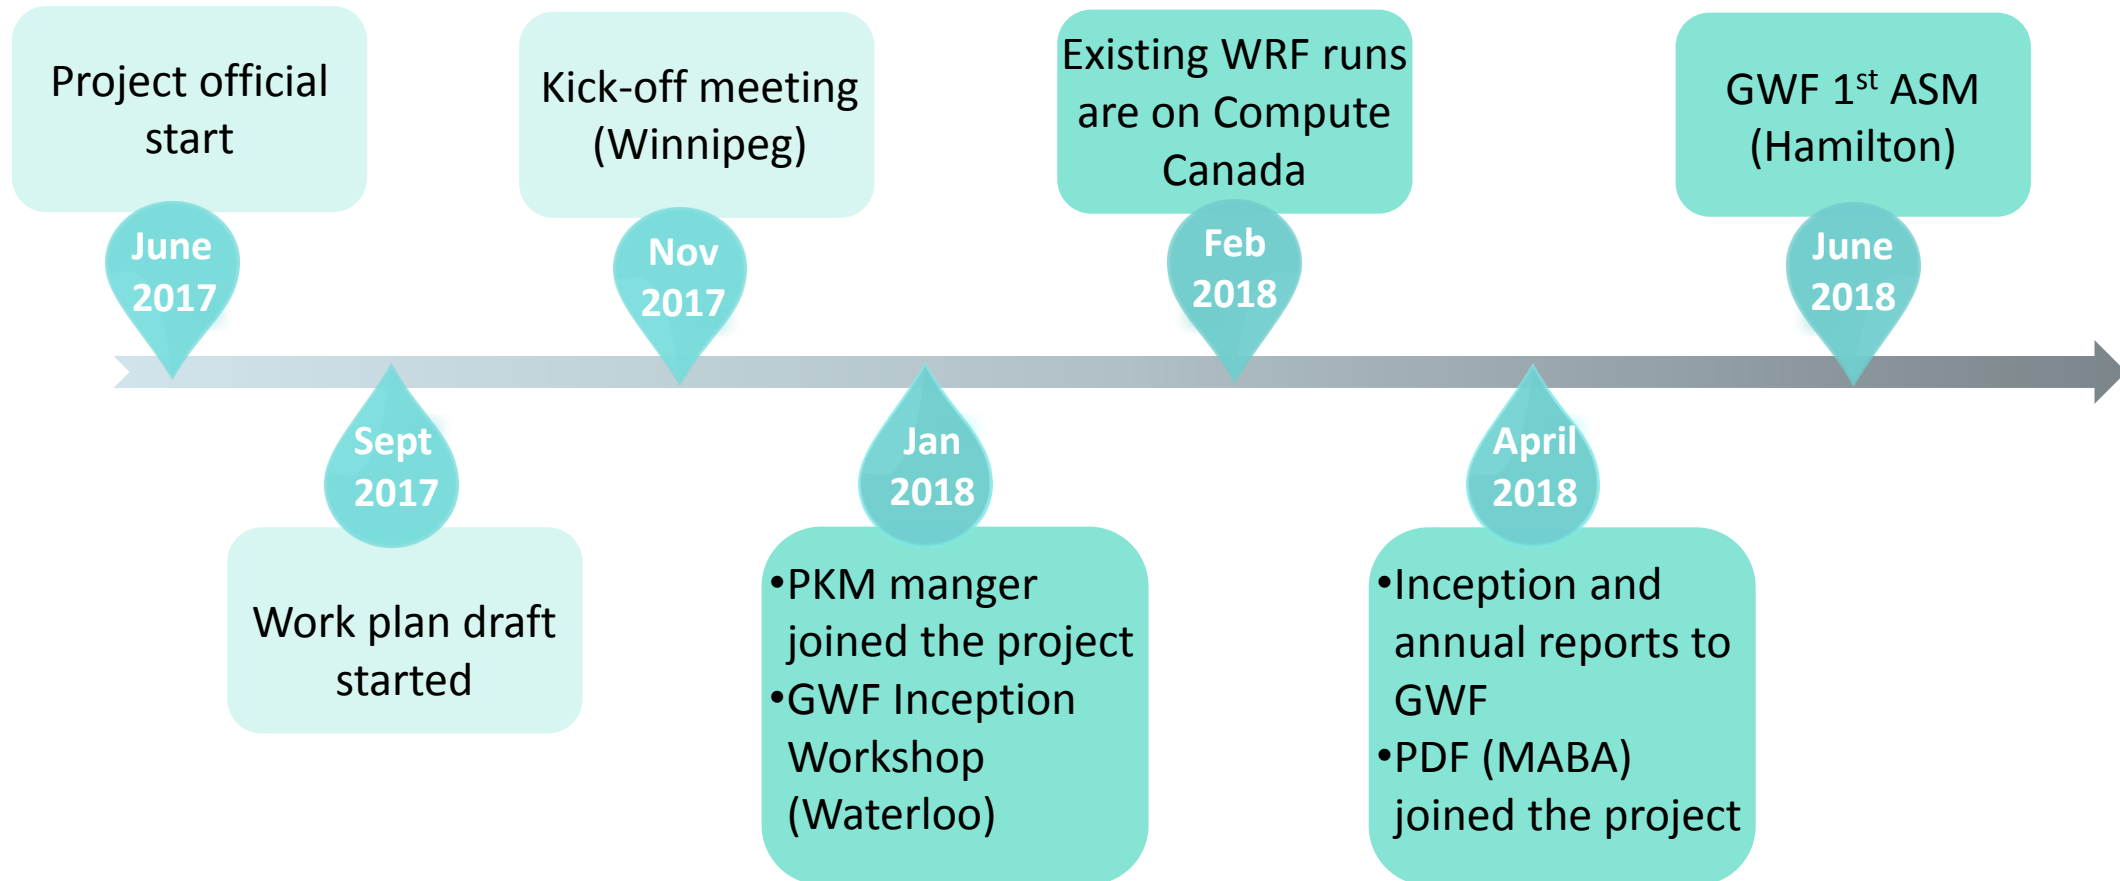 Project official
start
June
2017
Sept
2017
Work plan draft
started
Kick-off meeting
(Winnipeg)
Nov
2017
Jan
2018
•PKM manger
joined the project
•GWF Inception
Workshop
(Waterloo)
Existing WRF runs
are on Compute
Canada
Feb
2018
April
2018
•Inception and
annual reports to
GWF
•PDF (MABA)
joined the project
GWF 1st ASM
(Hamilton)
June
2018